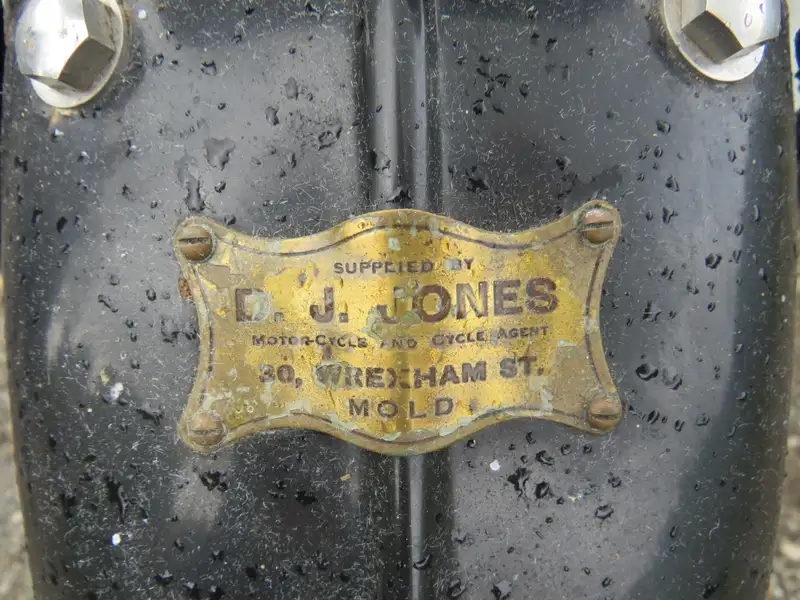 SUPPLIED BY
D. J. JONES
MOTOR-CYCLE AND CYCLE AGENT
30, WREXHAM ST.
MOLD